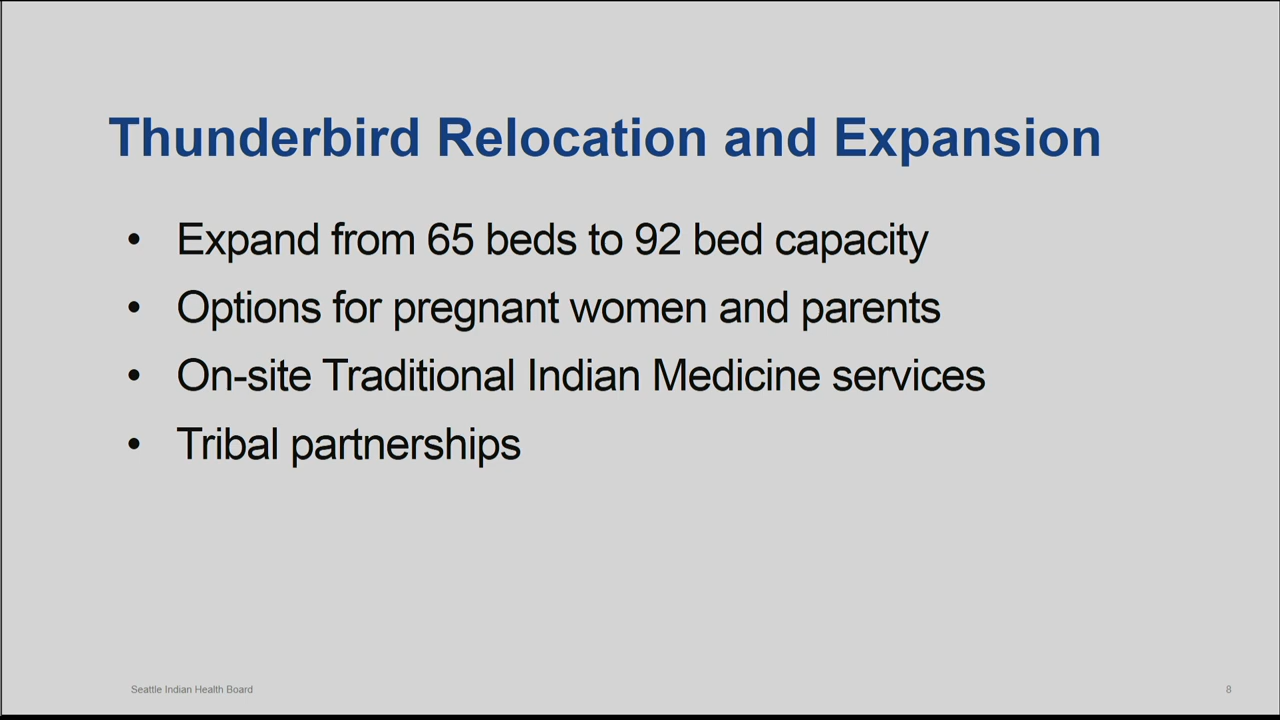 Thunderbird Relocation and Expansion
• Expand from 65 beds to 92 bed capacity
• Options for pregnant women and parents
• On-site Traditional Indian Medicine services
• Tribal partnerships
Seattle Indian Health Board
8